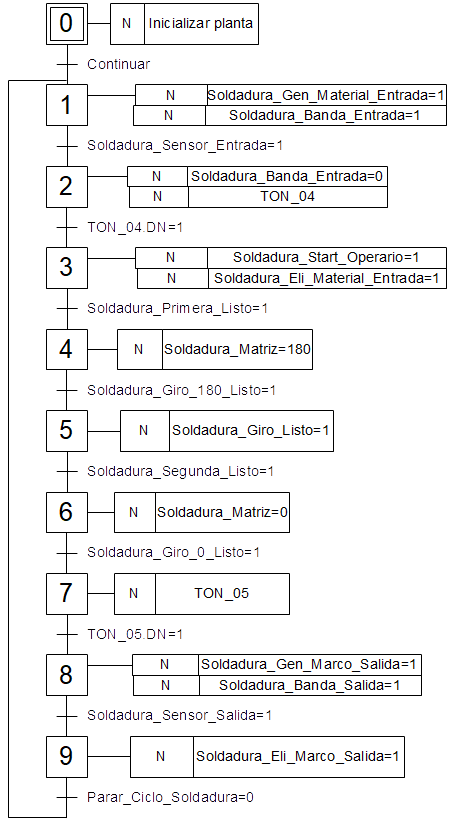 0 N Inicializar planta
Continuar
1 N Soldadura_Gen_Material_Entrada=1
N Soldadura_Banda_Entrada=1
Soldadura_Sensor_Entrada=1
2 N Soldadura_Banda_Entrada=0
N TON_04
TON_04.DN=1
3 N Soldadura_Start_Operario=1
N Soldadura_Eli_Material_Entrada=1
Soldadura_Primera_Listo=1
4 N Soldadura_Matriz=180
Soldadura_Giro_180_Listo=1
5 N Soldadura_Giro_Listo=1
Soldadura_Segunda_Listo=1
6 N Soldadura_Matriz=0
Soldadura_Giro_0_Listo=1
7 N TON_05
TON_05.DN=1
8 N Soldadura_Gen_Marco_Salida=1
N Soldadura_Banda_Salida=1
Soldadura_Sensor_Salida=1
9 N Soldadura_Eli_Marco_Salida=1
Parar_Ciclo_Soldadura=0